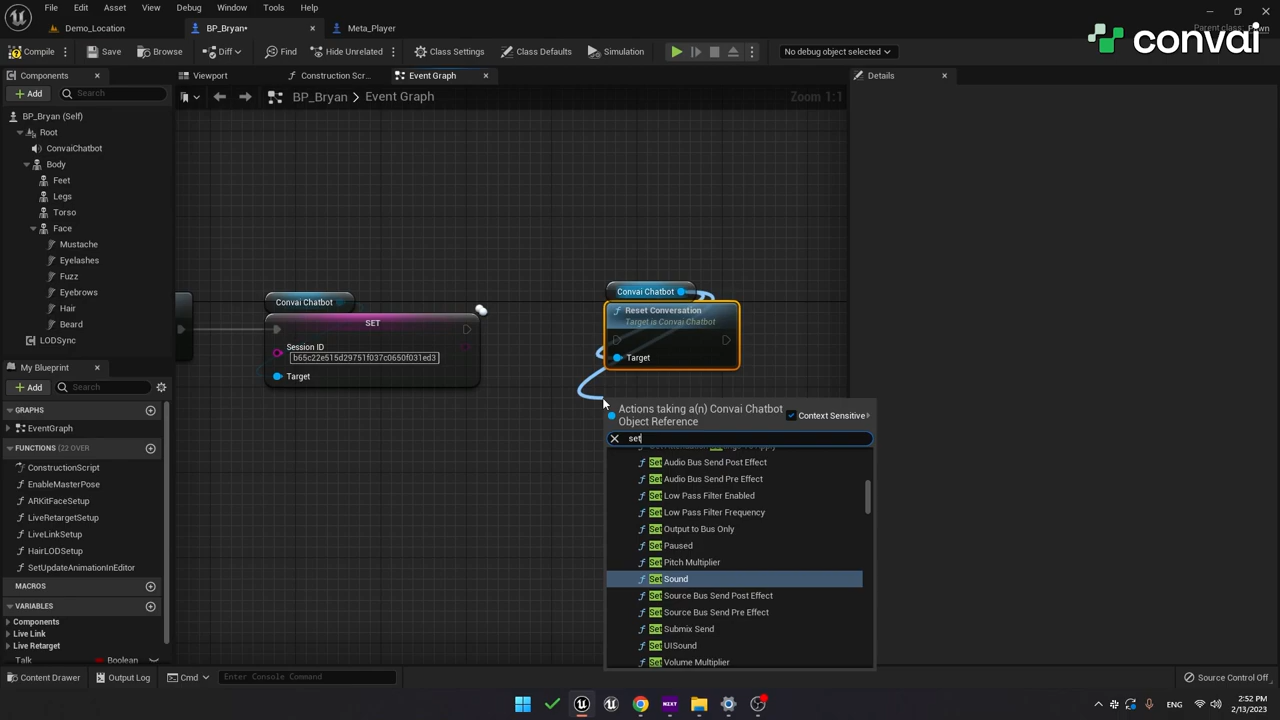 File Edit Asset View Debug Window Tools Help
Demo_Location
BP_Bryan*
Meta_Player
Parent class: Pawn
convai
Compile
Save
Browse
Diff
Find
Hide Unrelated
Class Settings
Class Defaults
Simulation
No debug object selected
Components
Viewport
Construction Scr...
Event Graph
Details
Add
Search
BP_Bryan
Event Graph
Zoom 1:1
BP_Bryan (Self)
Root
ConvaiChatbot
Body
Feet
Legs
Torso
Face
Mustache
Eyelashes
Fuzz
Eyebrows
Hair
Beard
LODSync
My Blueprint
Add
Search
GRAPHS
EventGraph
FUNCTIONS (22 OVER
ConstructionScript
EnableMasterPose
ARKitFaceSetup
LiveRetargetSetup
LiveLinkSetup
HairLODSetup
SetUpdateAnimationInEditor
MACROS
VARIABLES
Components
Live Link
Live Retarget
Talk
Boolean
Convai Chatbot
SET
Session ID
b65c22e515d29751f037c0650f031ed3
Target
Convai Chatbot
Reset Conversation
Target is Convai Chatbot
Target
Actions taking a(n) Convai Chatbot
Object Reference
Context Sensitive
set
Set Audio Bus Send Post Effect
Set Audio Bus Send Pre Effect
Set Low Pass Filter Enabled
Set Low Pass Filter Frequency
Set Output to Bus Only
Set Paused
Set Pitch Multiplier
Set Sound
Set Source Bus Send Post Effect
Set Source Bus Send Pre Effect
Set Submix Send
Set UISound
Set Volume Multiplier
Content Drawer
Output Log
Cmd
Enter Console Command
Source Control Off
NEXT
2:52 PM
2/13/2023